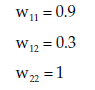 w₁₁ = 0.9
w₁₂ = 0.3
w₂₂ = 1